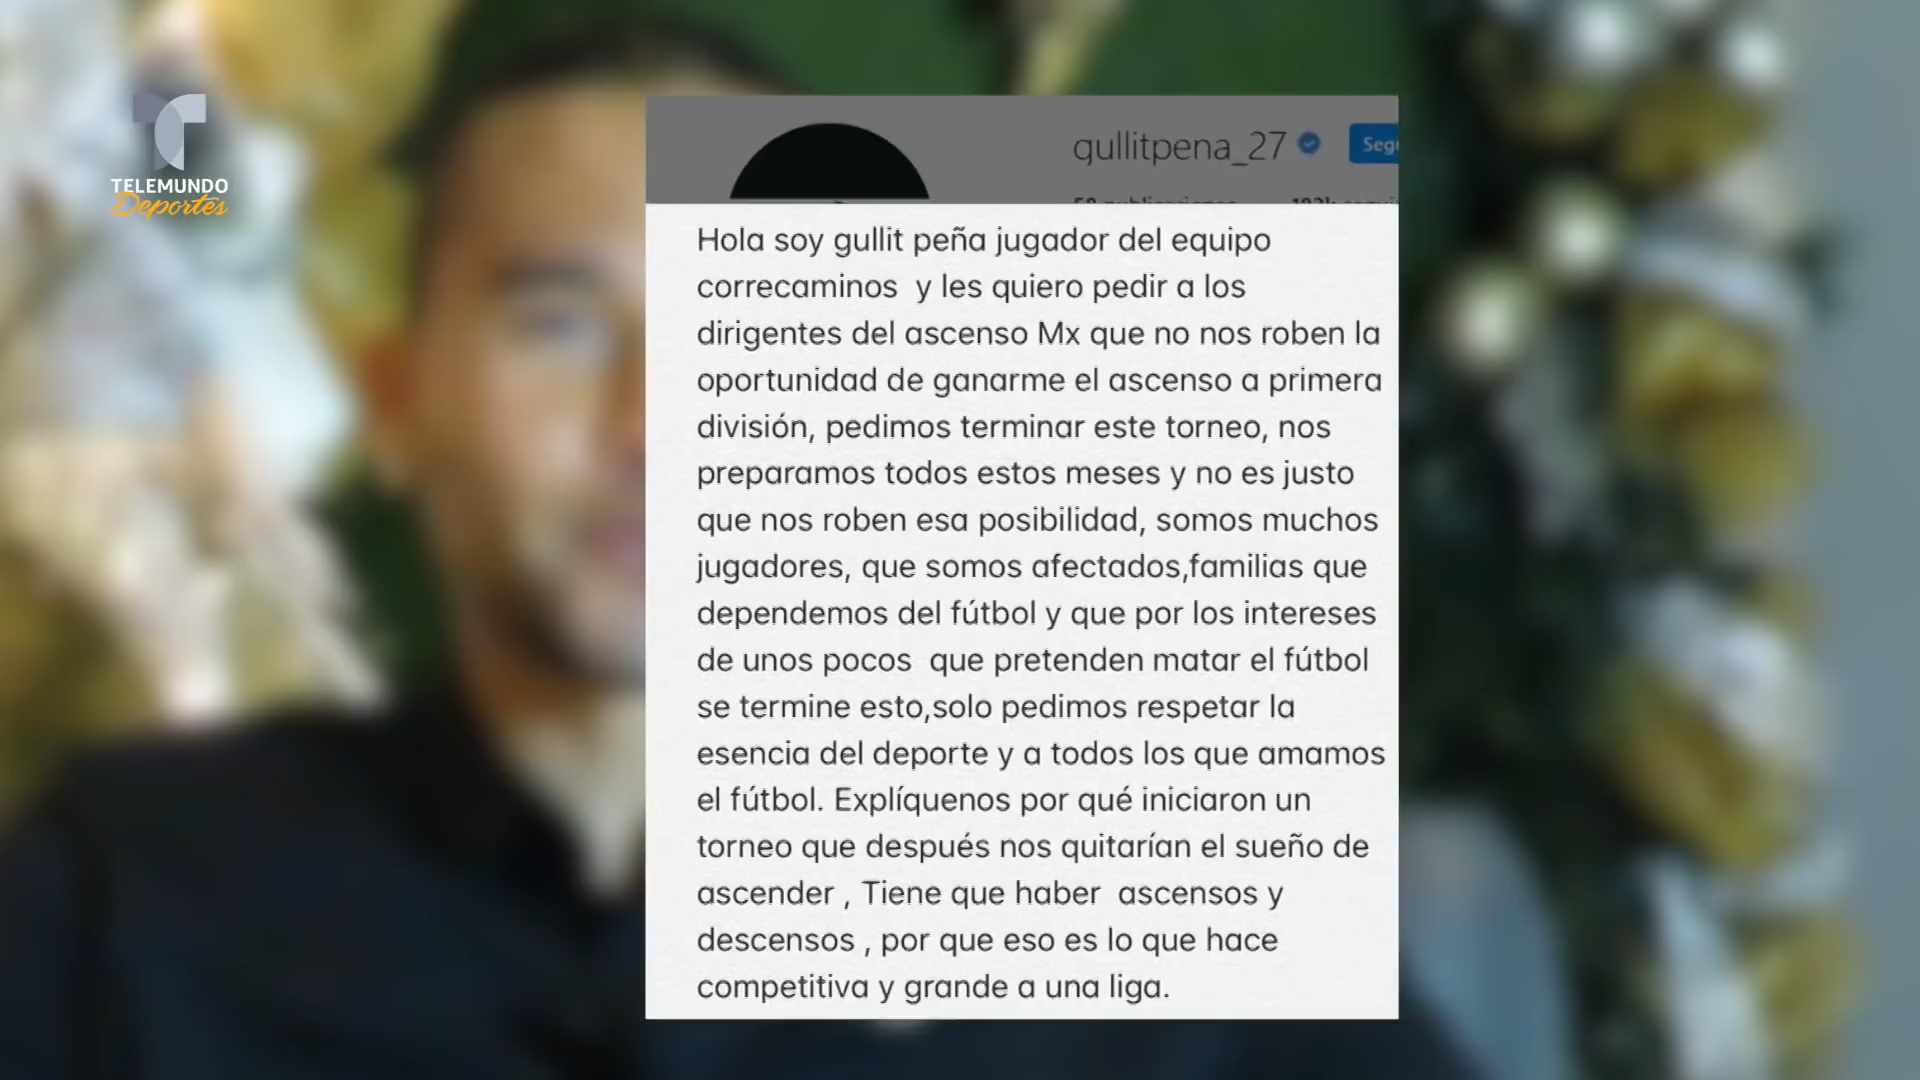 TELEMUNDO
Deportes
gullitpena_27
Hola soy gullit peña jugador del equipo
correcaminos y les quiero pedir a los
dirigentes del ascenso Mx que no nos roben la
oportunidad de ganarme el ascenso a primera
división, pedimos terminar este torneo, nos
preparamos todos estos meses y no es justo
que nos roben esa posibilidad, somos muchos
jugadores, que somos afectados,familias que
dependemos del fútbol y que por los intereses
de unos pocos que pretenden matar el fútbol
se termine esto,solo pedimos respetar la
esencia del deporte y a todos los que amamos
el fútbol. Explíquenos por qué iniciaron un
torneo que después nos quitarían el sueño de
ascender , Tiene que haber ascensos y
descensos , por que eso es lo que hace
competitiva y grande a una liga.